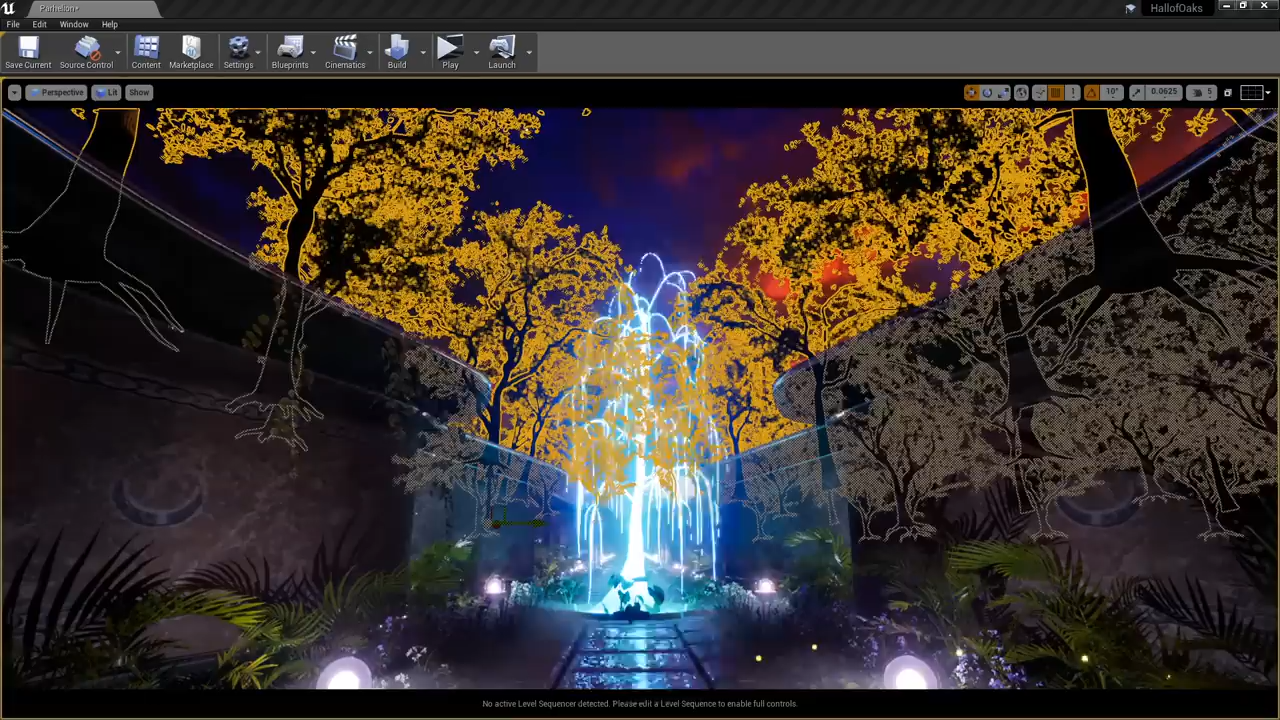 Parhelion*
HallofOaks
File Edit Window Help
Save Current Source Control Content Marketplace Settings Blueprints Cinematics Build Play Launch
Perspective Lit Show 10° 0.0625 5
No active Level Sequencer detected. Please edit a Level Sequence to enable full controls.